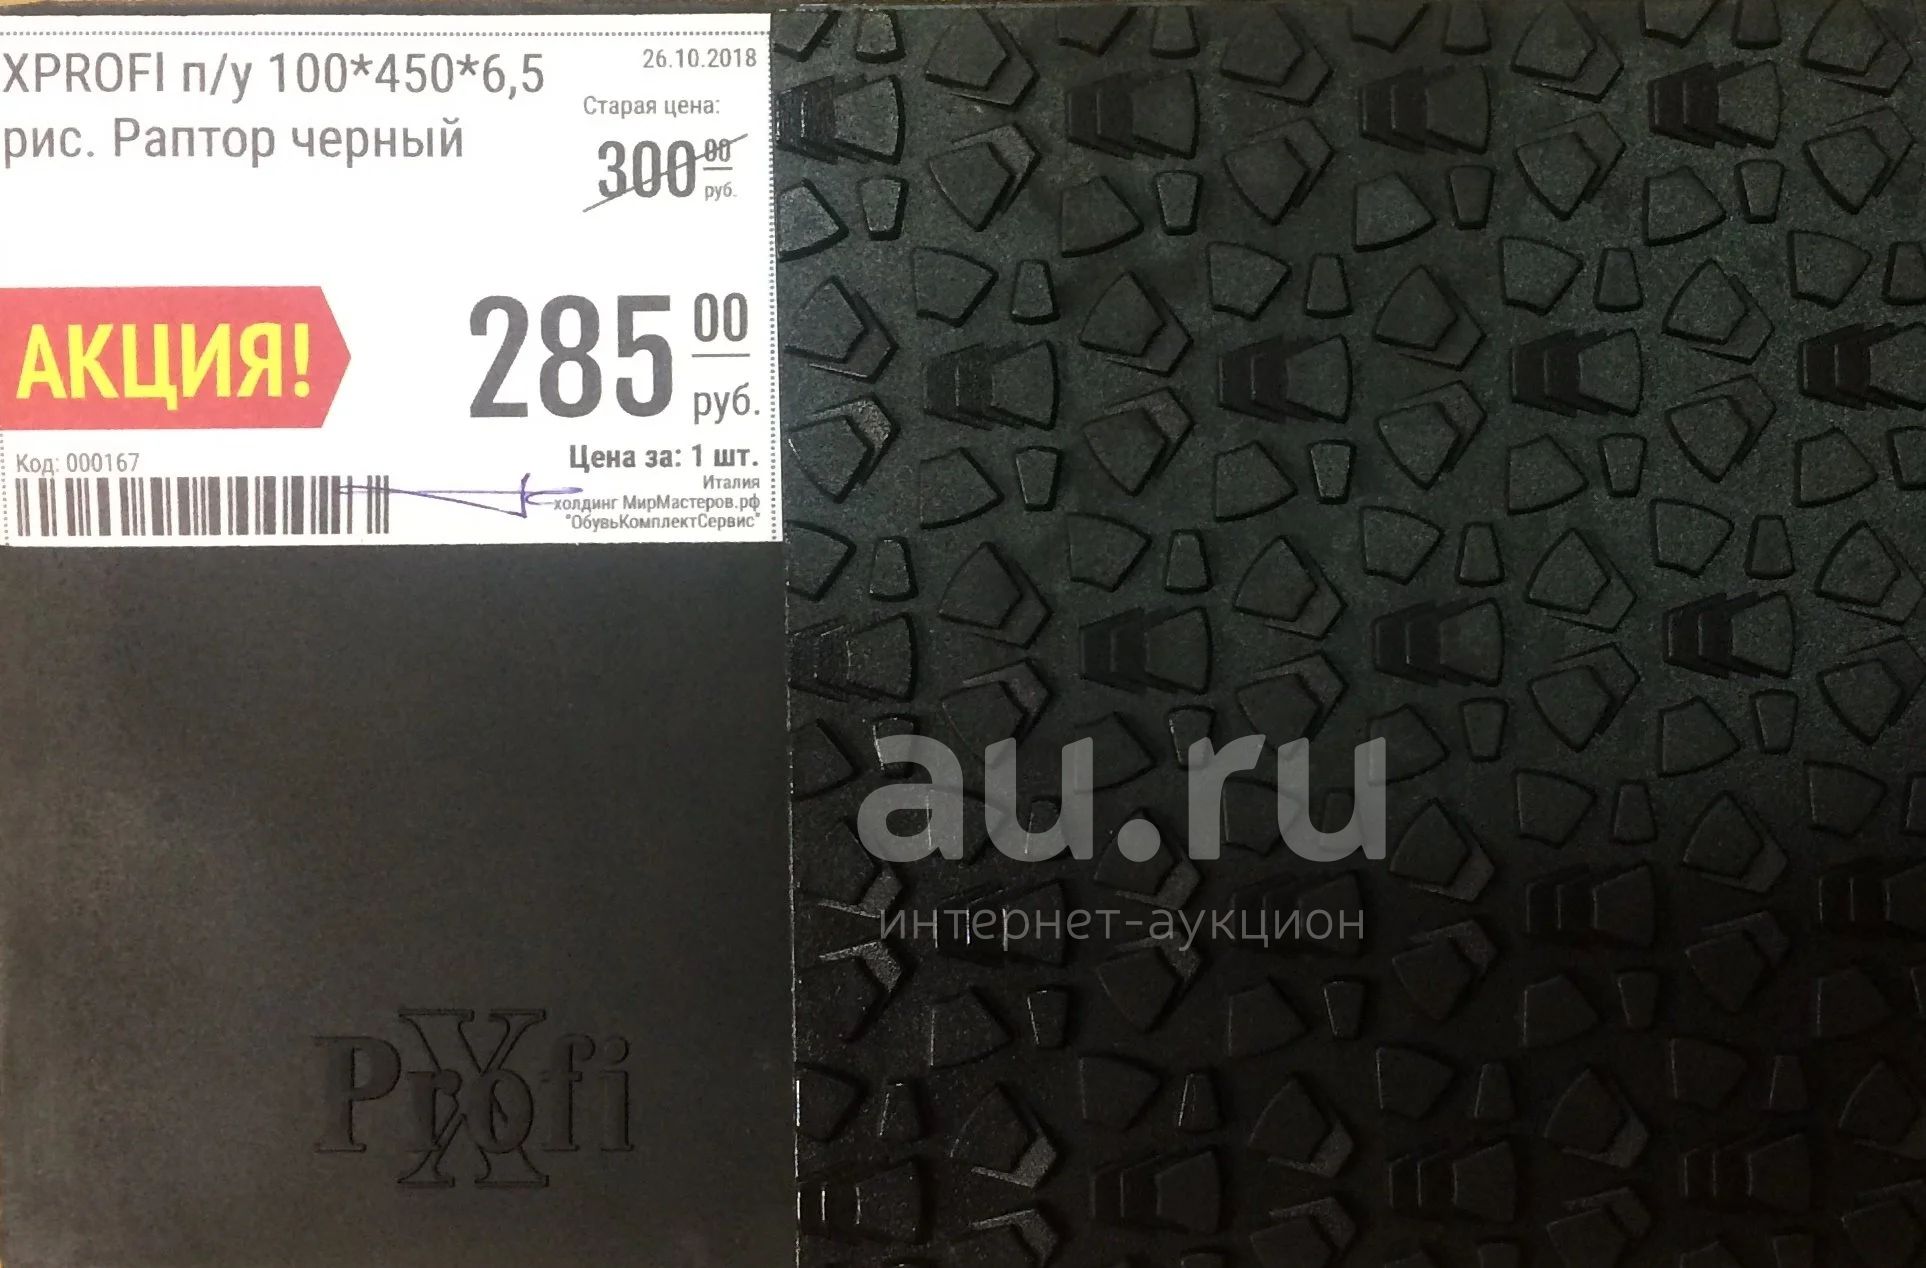 XPROFI п/у 100*450*6,5
рис. Раптор черный
26.10.2018
Старая цена:
300 00 руб.
АКЦИЯ!
285 00 руб.
Цена за: 1 шт.
Код: 000167
Италия
холдинг МирМастеров.рф
"ОбувьКомплектСервис"
X Profi
au.ru
интернет-аукцион